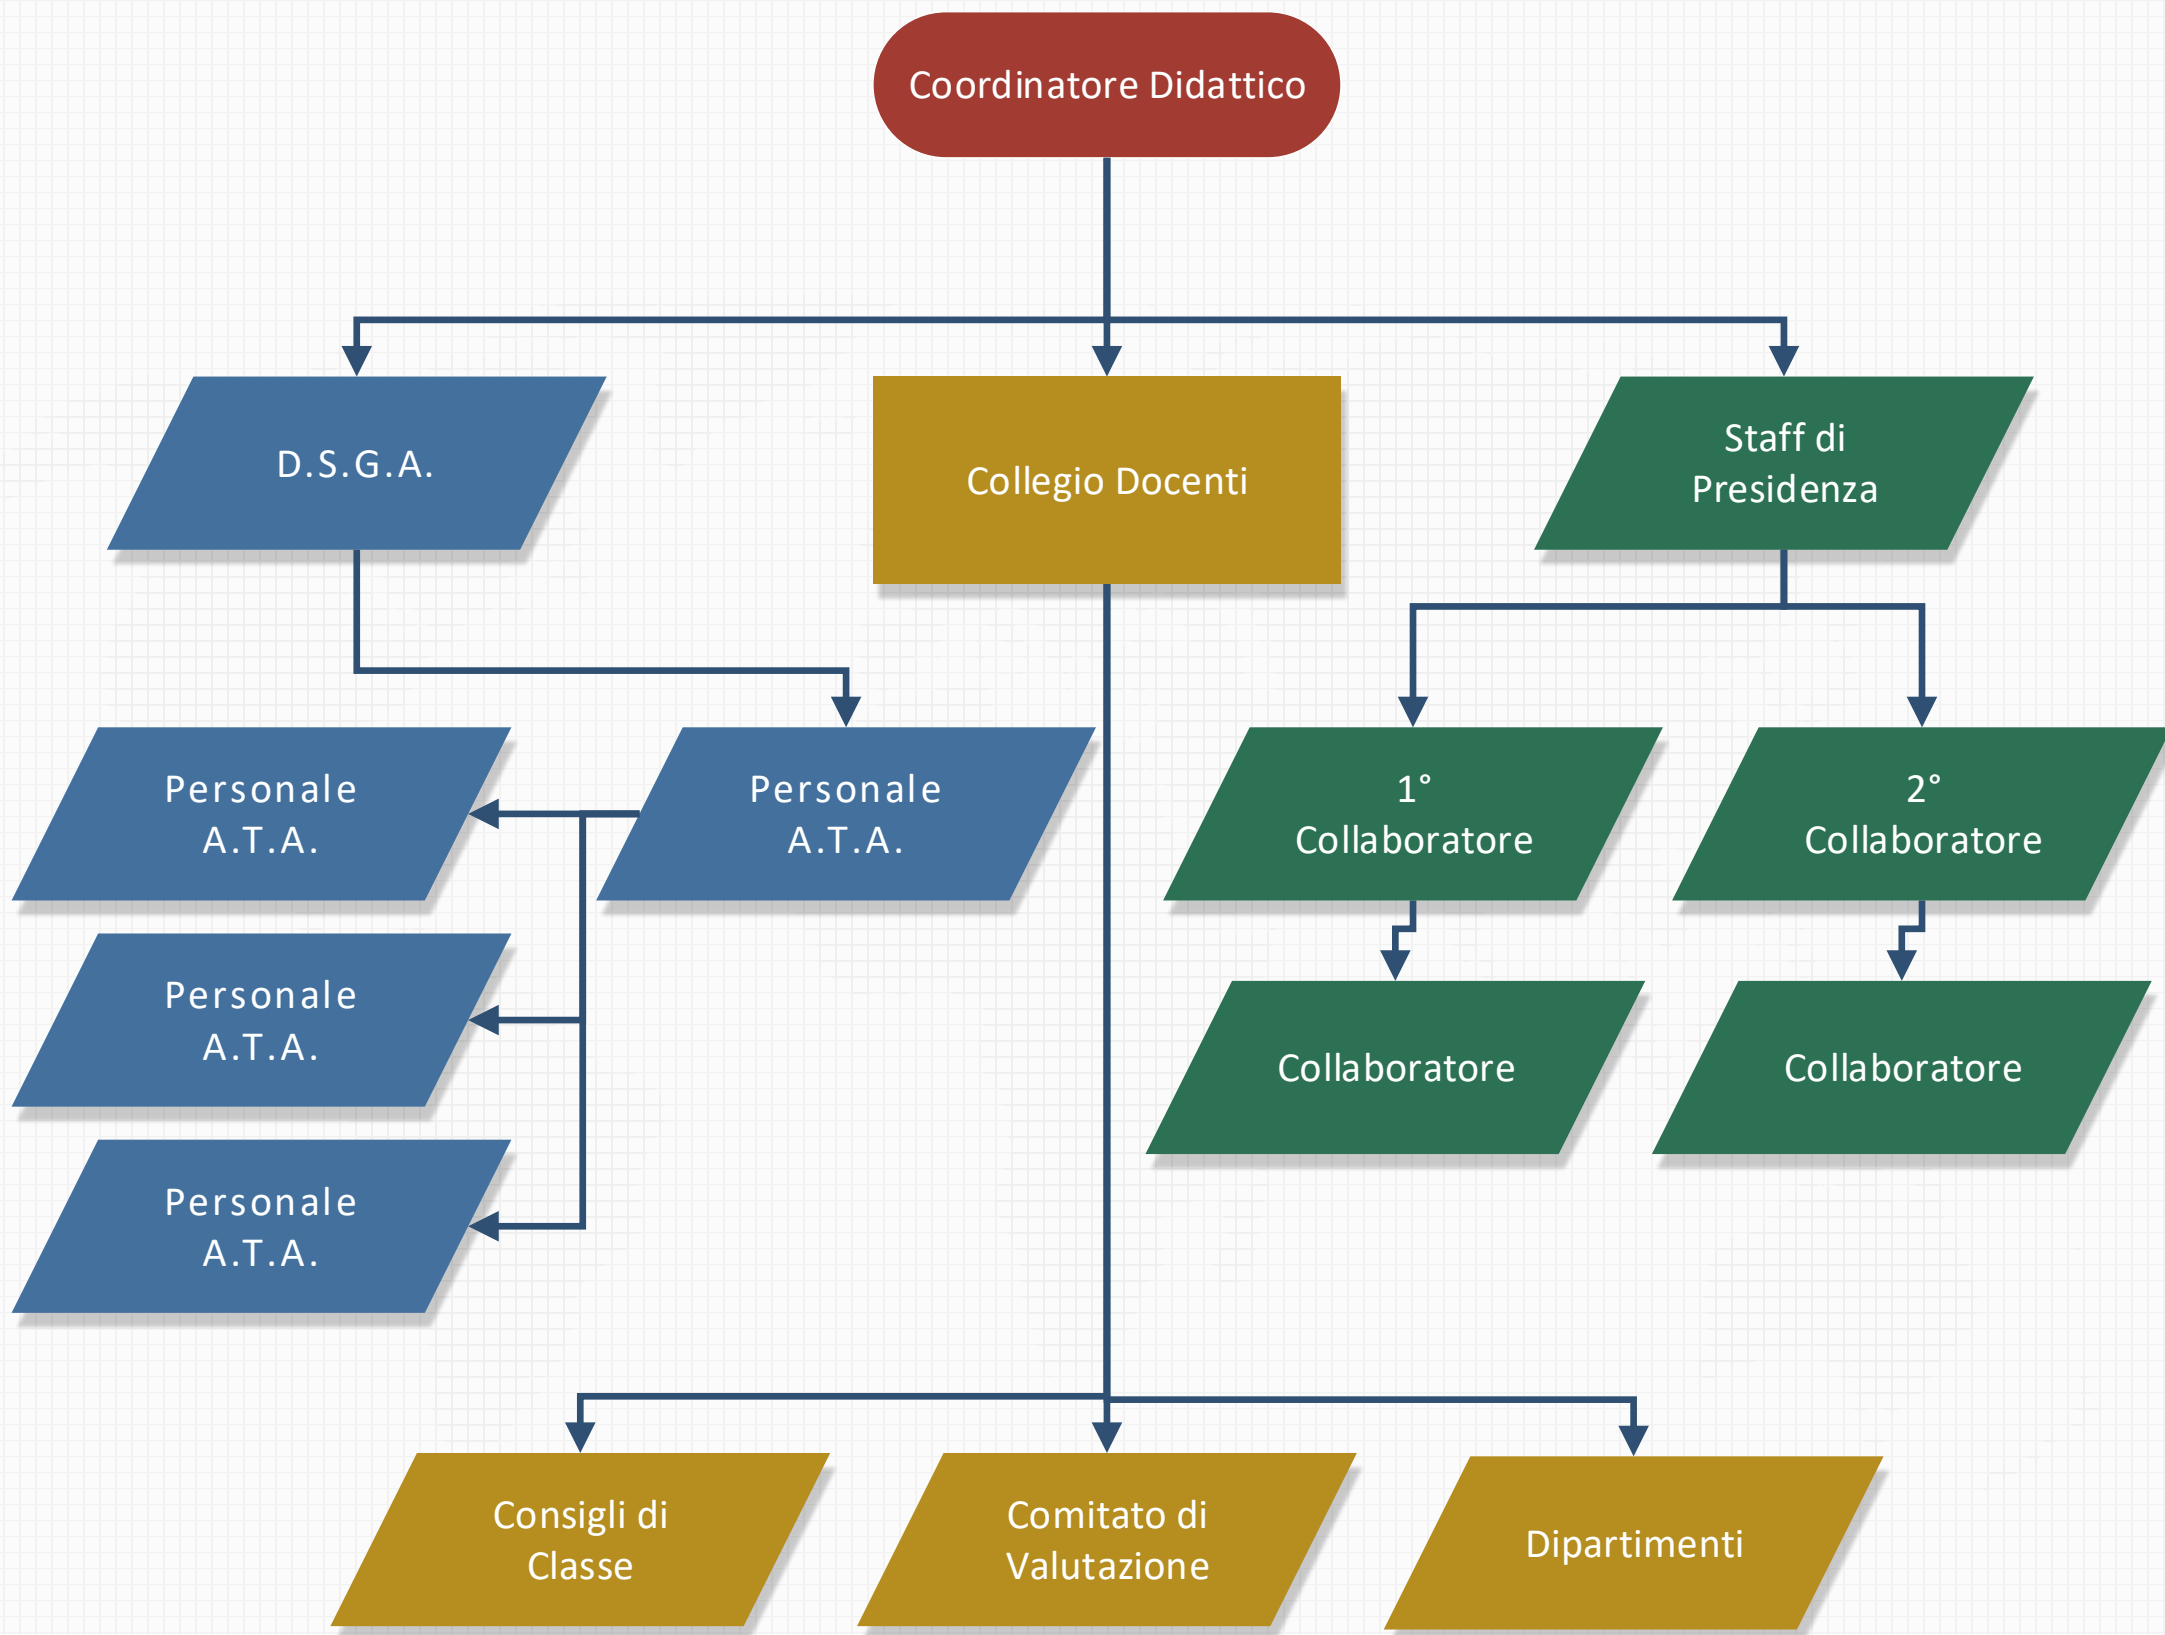 Coordinatore Didattico
D.S.G.A.
Collegio Docenti
Staff di
Presidenza
Personale
A.T.A.
Personale
A.T.A.
1°
Collaboratore
2°
Collaboratore
Personale
A.T.A.
Collaboratore
Collaboratore
Personale
A.T.A.
Consigli di
Classe
Comitato di
Valutazione
Dipartimenti